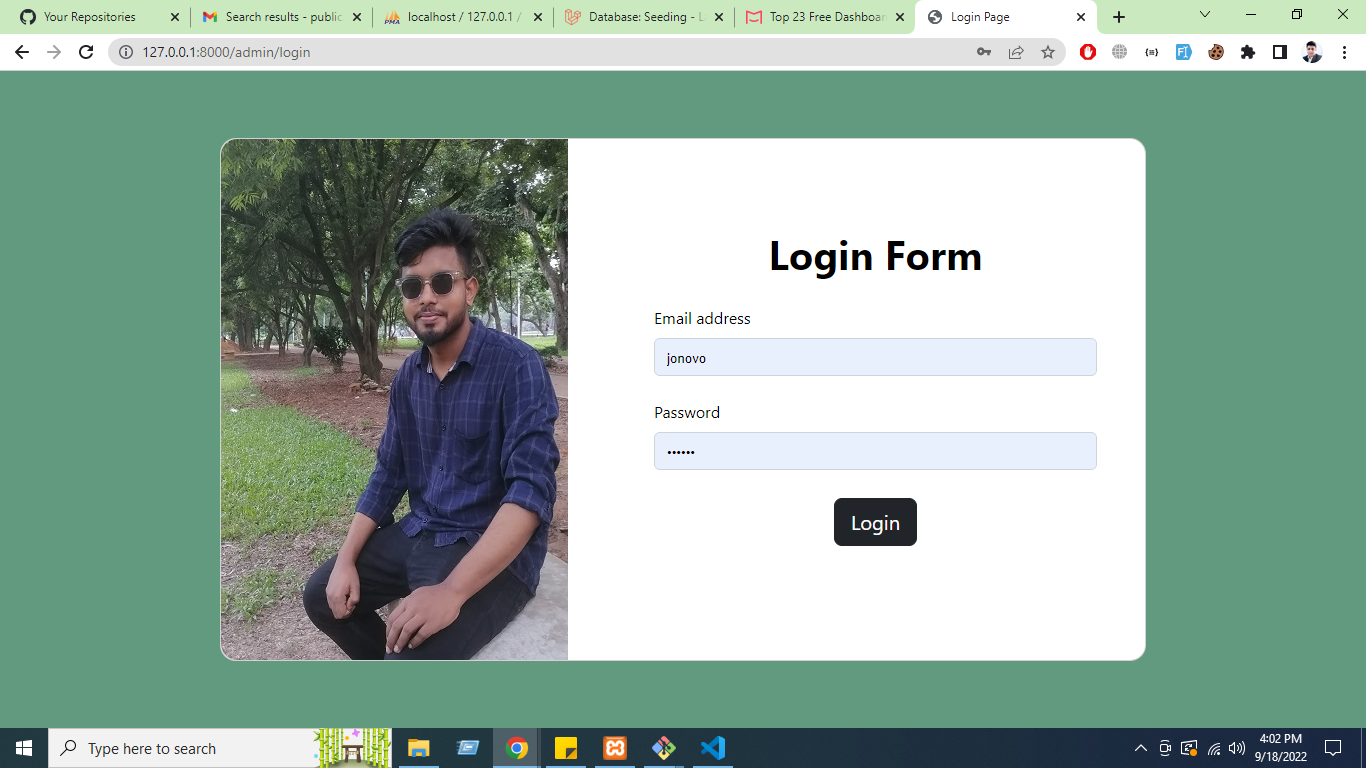 Your Repositories
Search results - public
localhost / 127.0.0.1 /
Database: Seeding - L
Top 23 Free Dashboar
Login Page
127.0.0.1:8000/admin/login
Login Form
Email address
jonovo
Password
••••••
Login
Type here to search
4:02 PM
9/18/2022